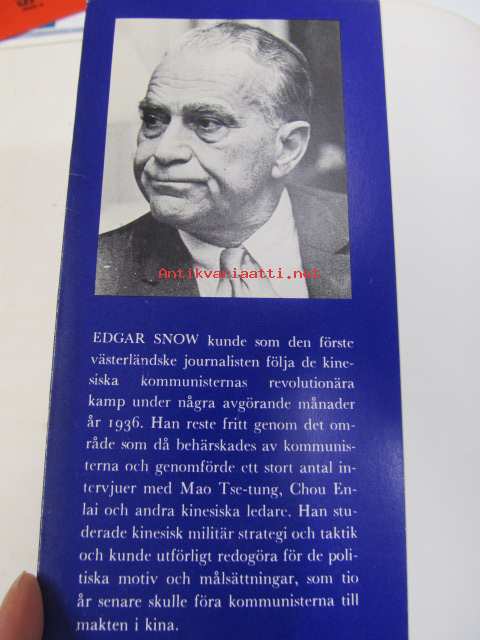 Antikvariaatti.net
EDGAR SNOW kunde som den förste
västerländske journalisten följa de kine-
siska kommunisternas revolutionära
kamp under några avgörande månader
år 1936. Han reste fritt genom det om-
råde som då behärskades av kommunis-
terna och genomförde ett stort antal in-
tervjuer med Mao Tse-tung, Chou En-
lai och andra kinesiska ledare. Han stu-
derade kinesisk militär strategi och taktik
och kunde utförligt redogöra för de poli-
tiska motiv och målsättningar, som tio
år senare skulle föra kommunisterna till
makten i kina.